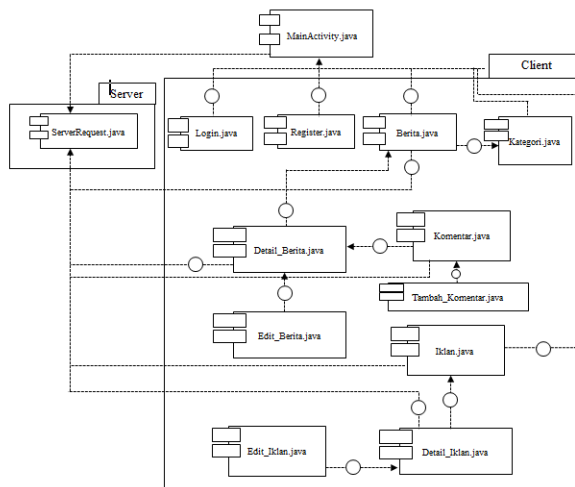 MainActivity.java
Client
Server
ServerRequest.java
Login.java
Register.java
Berita.java
Kategori.java
Detail_Berita.java
Komentar.java
Tambah_Komentar.java
Edit_Berita.java
Iklan.java
Edit_Iklan.java
Detail_Iklan.java